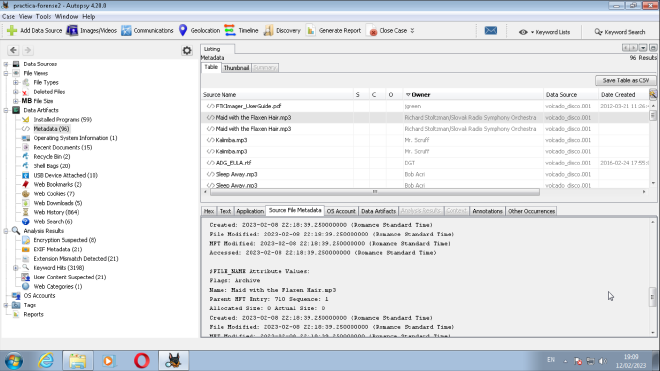 practica-forense2 - Autopsy 4.20.0
Case View Tools Window Help
Add Data Source Images/Videos Communications Geolocation Timeline Discovery Generate Report Close Case Keyword Lists Keyword Search
Listing
Metadata 96 Results
Table Thumbnail Summary
Save Table as CSV
Source Name S C O Owner Data Source Date Created
FTKImager_UserGuide.pdf jgreen volcado_disco.001
Maid with the Flaxen Hair.mp3 Richard Stoltzman/Slovak Radio Symphony Orchestra volcado_disco.001
Maid with the Flaxen Hair.mp3 Richard Stoltzman/Slovak Radio Symphony Orchestra volcado_disco.001
Kalimba.mp3 Mr. Scruff volcado_disco.001
Kalimba.mp3 Mr. Scruff volcado_disco.001
ADG_EULA.rtf DGT volcado_disco.001 2016-02-24 17:55:
Sleep Away.mp3 Bob Acri volcado_disco.001
Sleep Away.mp3 Bob Acri volcado_disco.001
Data Sources
File Views
File Types
Deleted Files
MB File Size
Data Artifacts
Installed Programs (59)
Metadata (96)
Operating System Information (1)
Recent Documents (15)
Recycle Bin (2)
Shell Bags (20)
USB Device Attached (10)
Web Bookmarks (2)
Web Cookies (7)
Web Downloads (5)
Web History (864)
Web Search (6)
Analysis Results
Encryption Suspected (8)
EXIF Metadata (21)
Extension Mismatch Detected (21)
Keyword Hits (3198)
User Content Suspected (21)
Web Categories (1)
OS Accounts
Tags
Reports
Hex Text Application Source File Metadata OS Account Data Artifacts Analysis Results Context Annotations Other Occurrences
Created: 2023-02-08 22:18:39.250000000 (Romance Standard Time)
File Modified: 2023-02-08 22:18:39.250000000 (Romance Standard Time)
MFT Modified: 2023-02-08 22:18:39.250000000 (Romance Standard Time)
Accessed: 2023-02-08 22:18:39.250000000 (Romance Standard Time)
$FILE_NAME Attribute Values:
Flags: Archive
Name: Maid with the Flaxen Hair.mp3
Parent MFT Entry: 710 Sequence: 1
Allocated Size: 0 Actual Size: 0
Created: 2023-02-08 22:18:39.250000000 (Romance Standard Time)
File Modified: 2023-02-08 22:18:39.250000000 (Romance Standard Time)
MFT Modified: 2023-02-08 22:18:39.250000000 (Romance Standard Time)
EN 19:09
12/02/2023